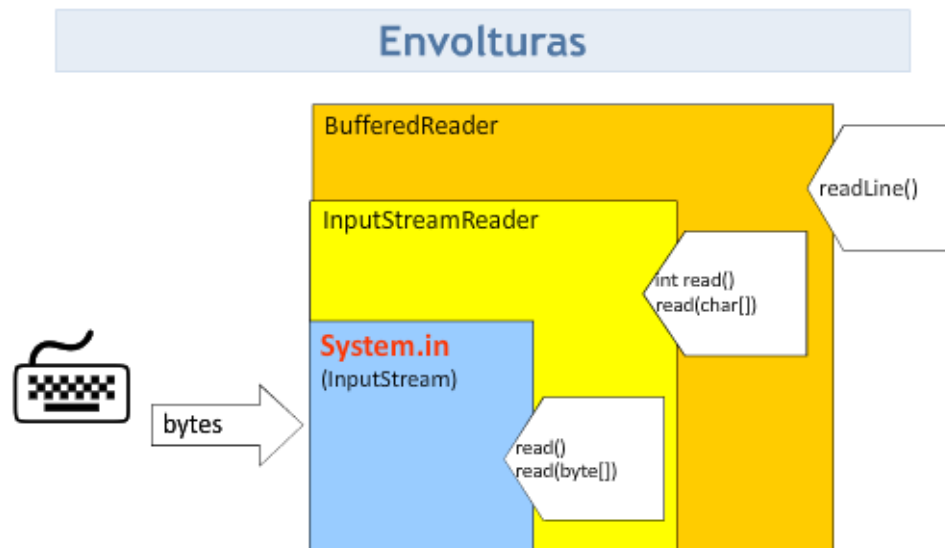 Envolturas
BufferedReader
readLine()
InputStreamReader
int read()
read(char[])
System.in
(InputStream)
bytes
read()
read(byte[])